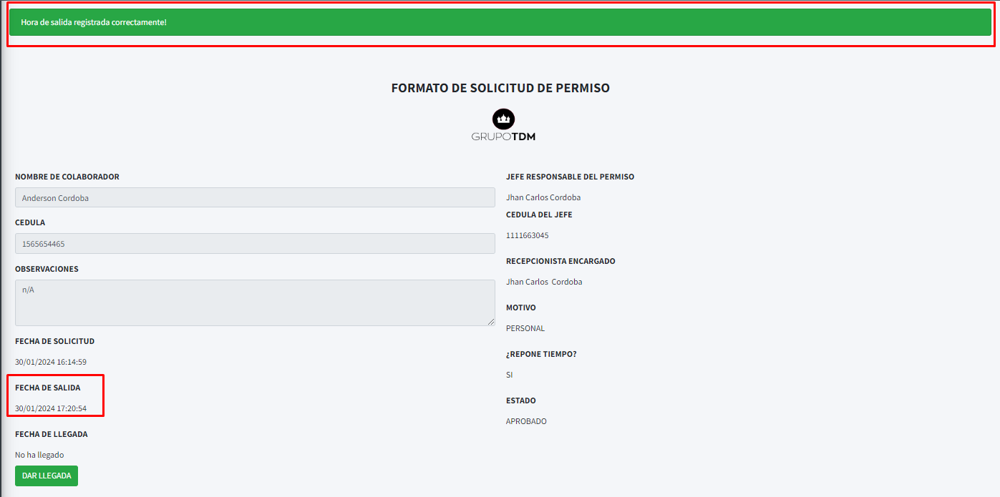 Hora de salida registrada correctamente!
FORMATO DE SOLICITUD DE PERMISO
GRUPOTDM
NOMBRE DE COLABORADOR
Anderson Cordoba
CEDULA
1565654465
OBSERVACIONES
n/A
FECHA DE SOLICITUD
30/01/2024 16:14:59
FECHA DE SALIDA
30/01/2024 17:20:54
FECHA DE LLEGADA
No ha llegado
DAR LLEGADA
JEFE RESPONSABLE DEL PERMISO
Jhan Carlos Cordoba
CEDULA DEL JEFE
1111663045
RECEPCIONISTA ENCARGADO
Jhan Carlos  Cordoba
MOTIVO
PERSONAL
¿REPONE TIEMPO?
SI
ESTADO
APROBADO